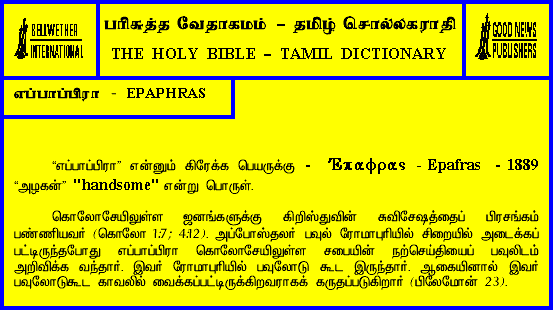 BELLWETHER
INTERNATIONAL
பரிசுத்த வேதாகமம் – தமிழ் சொல்லகராதி
THE HOLY BIBLE – TAMIL DICTIONARY
GOOD NEWS
PUBLISHERS
எப்பாப்பிரா - EPAPHRAS
“எப்பாப்பிரா” என்னும் கிரேக்க பெயருக்கு - Έπαφρας - Epafras - 1889
“அழகன்” "handsome" என்று பொருள்.
கொலோசேயிலுள்ள ஜனங்களுக்கு கிறிஸ்துவின் சுவிசேஷத்தைப் பிரசங்கம்
பண்ணியவர் (கொலோ 1:7; 4:12). அப்போஸ்தலர் பவுல் ரோமாபுரியில் சிறையில் அடைக்கப்
பட்டிருந்தபோது எப்பாப்பிரா கொலோசேயிலுள்ள சபையின் நற்செய்தியைப் பவுலிடம்
அறிவிக்க வந்தார். இவர் ரோமாபுரியில் பவுலோடு கூட இருந்தார். ஆகையினால் இவர்
பவுலோடுகூட காவலில் வைக்கப்பட்டிருக்கிறவராகக் கருதப்படுகிறார் (பிலேமோன் 23).